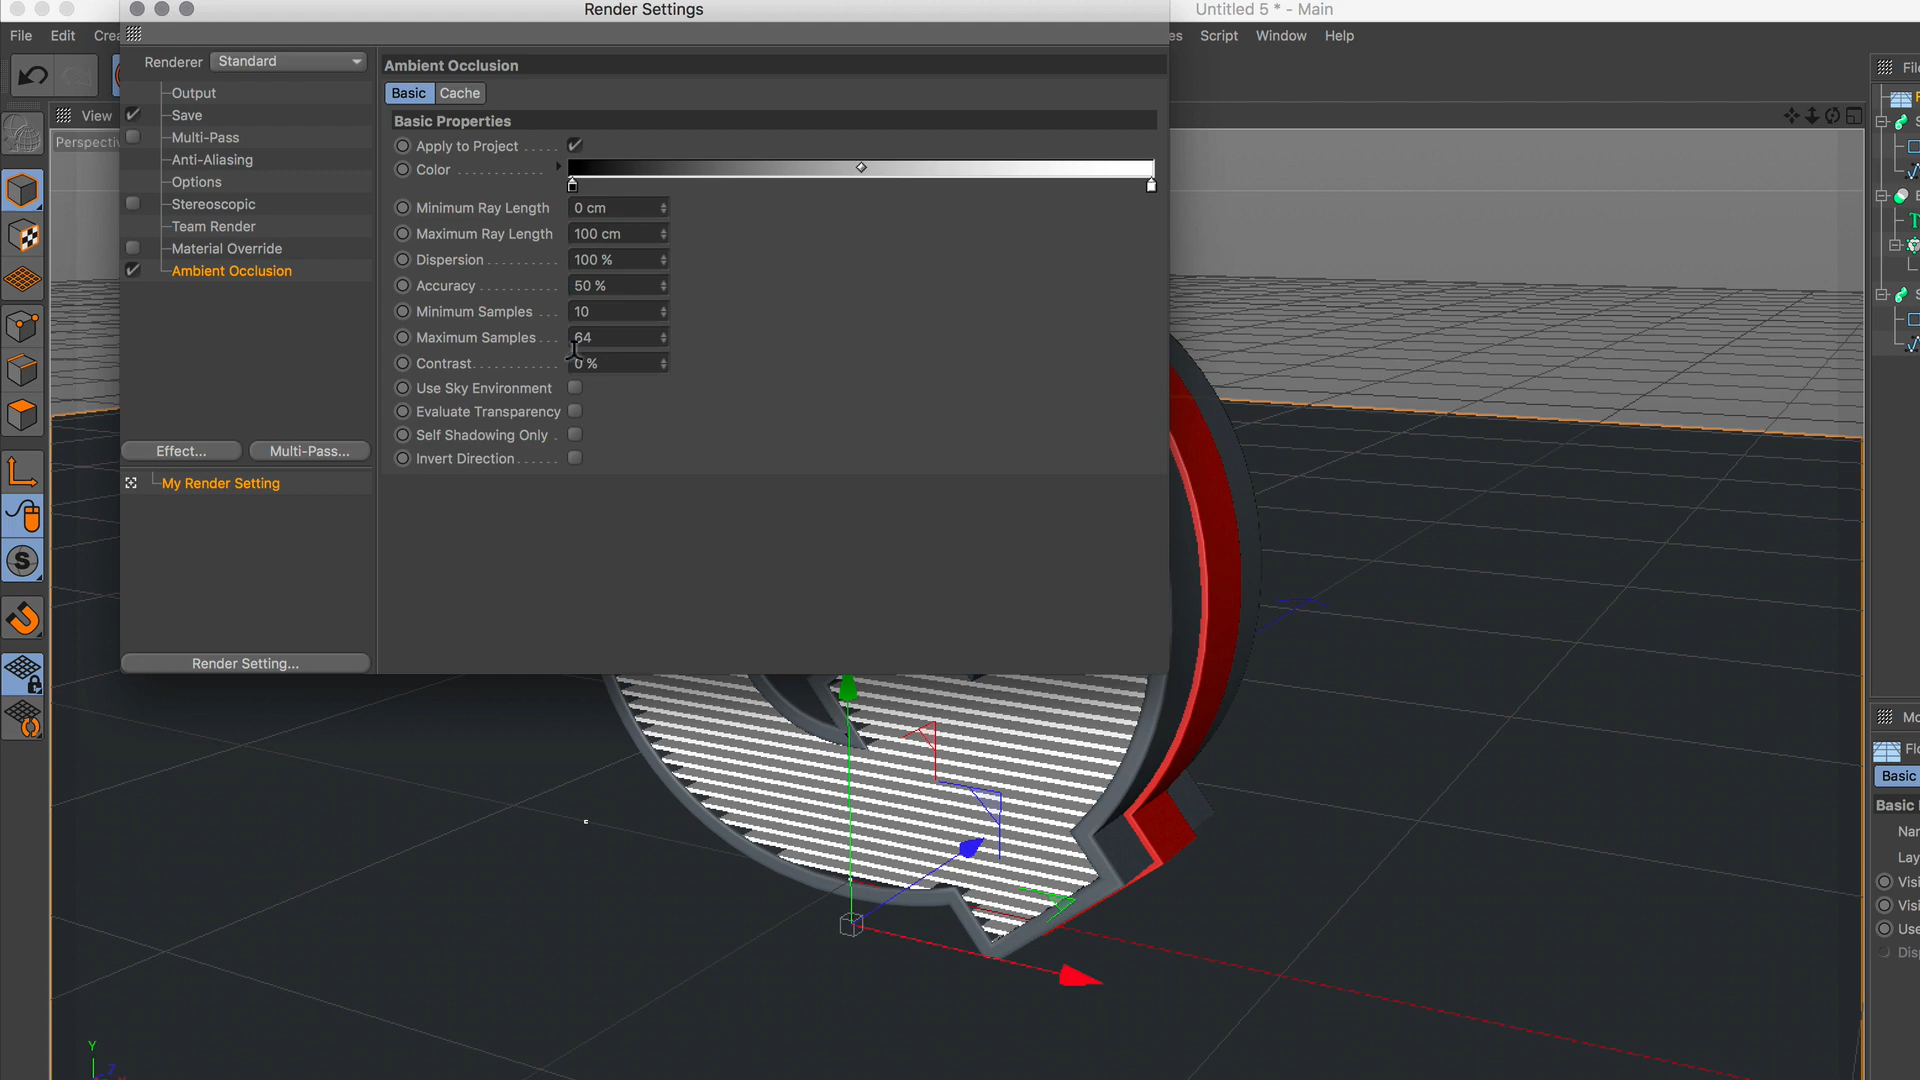 Render Settings
Untitled 5 * - Main
File Edit Script Window Help
Renderer Standard
Output
Save
Multi-Pass
Anti-Aliasing
Options
Stereoscopic
Team Render
Material Override
Ambient Occlusion
Effect... Multi-Pass...
My Render Setting
Render Setting...
Ambient Occlusion
Basic Cache
Basic Properties
Apply to Project
Color
Minimum Ray Length 0 cm
Maximum Ray Length 100 cm
Dispersion 100 %
Accuracy 50 %
Minimum Samples 10
Maximum Samples 64
Contrast 0 %
Use Sky Environment
Evaluate Transparency
Self Shadowing Only
Invert Direction
View
Basic
Basic
Y